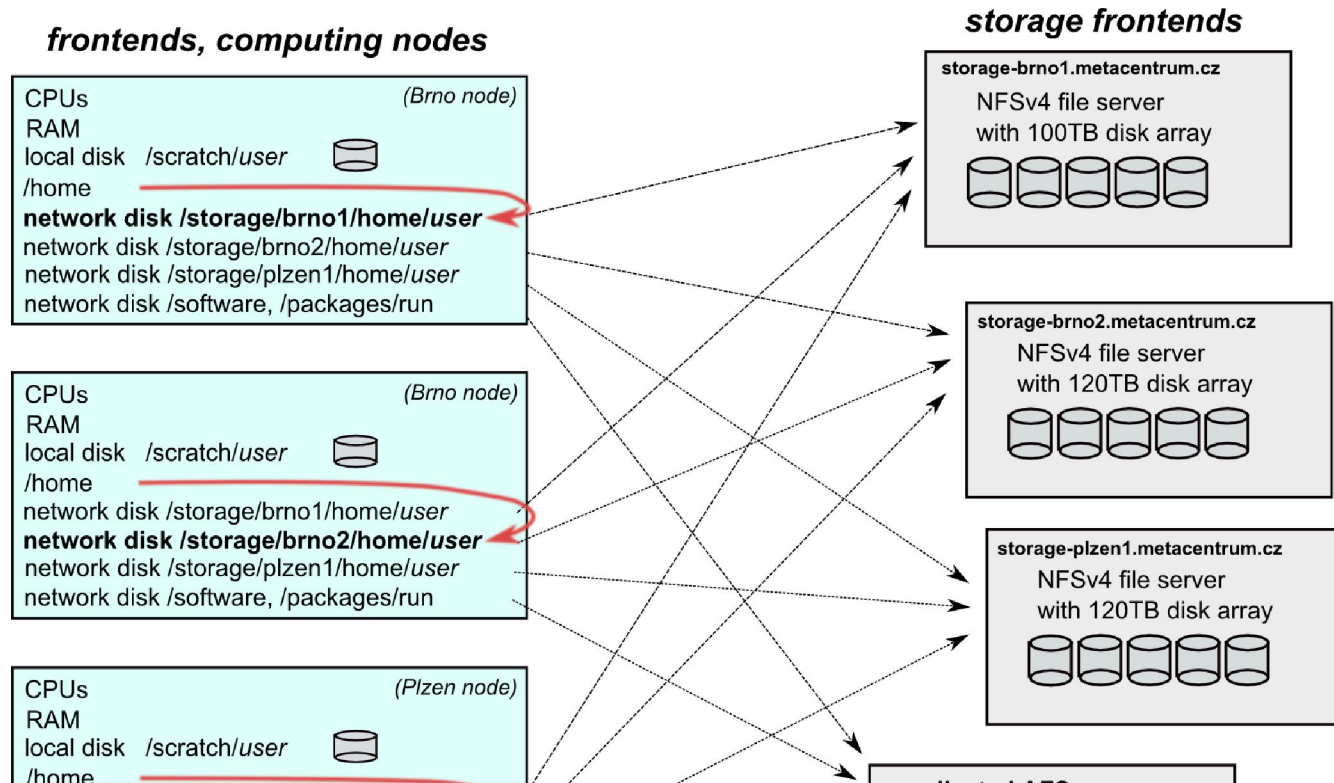 frontends, computing nodes
CPUs
(Brno node)
RAM
local disk /scratch/user
/home
network disk /storage/brno1/home/user
network disk /storage/brno2/home/user
network disk /storage/plzen1/home/user
network disk /software, /packages/run
CPUs
(Brno node)
RAM
local disk /scratch/user
/home
network disk /storage/brno1/home/user
network disk /storage/brno2/home/user
network disk /storage/plzen1/home/user
network disk /software, /packages/run
CPUs
(Plzen node)
RAM
local disk /scratch/user
/home
storage frontends
storage-brno1.metacentrum.cz
NFSv4 file server
with 100TB disk array
storage-brno2.metacentrum.cz
NFSv4 file server
with 120TB disk array
storage-plzen1.metacentrum.cz
NFSv4 file server
with 120TB disk array